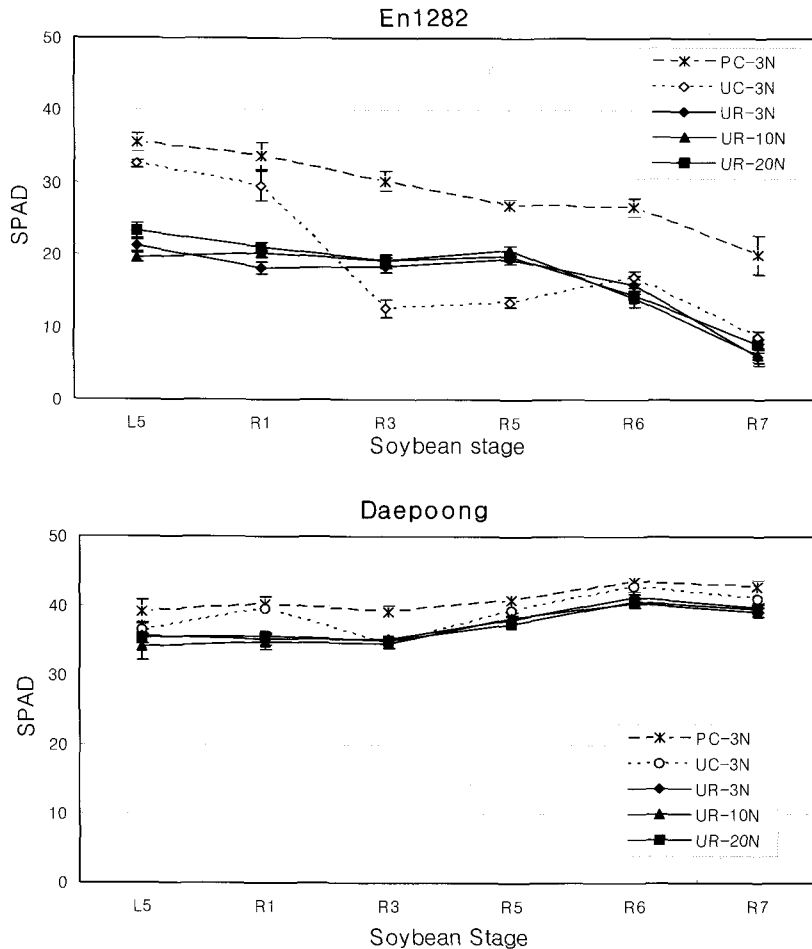 En1282
50
40
30
20
10
0
SPAD
PC-3N
UC-3N
UR-3N
UR-10N
UR-20N
L5 R1 R3 R5 R6 R7
Soybean stage
Daepoong
50
40
30
20
10
0
SPAD
PC-3N
UC-3N
UR-3N
UR-10N
UR-20N
L5 R1 R3 R5 R6 R7
Soybean Stage